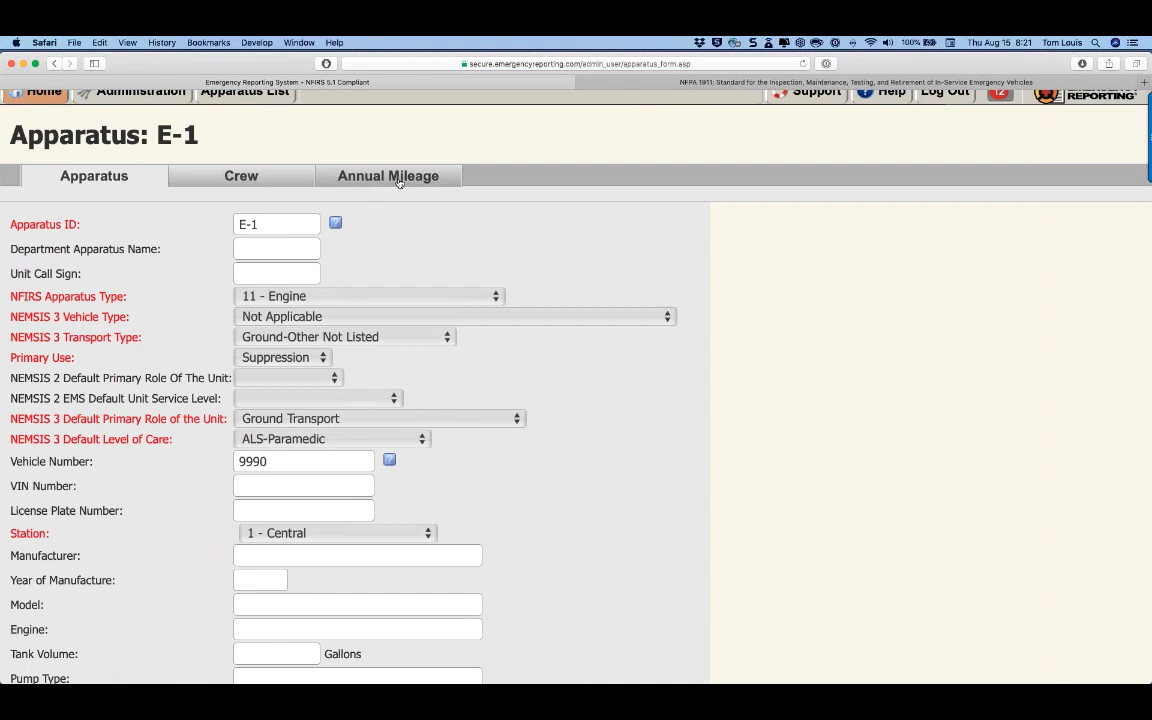 Safari File Edit View History Bookmarks Develop Window Help 100% Thu Aug 15 8:21 Tom Louis
secure.emergencyreporting.com/admin_user/apparatus_form.asp
Emergency Reporting System - NFIRS 5.1 Compliant NFPA 1911: Standard for the Inspection, Maintenance, Testing, and Retirement of In-Service Emergency Vehicles
Home Administration Apparatus List Support Help Log Out 12 EMERGENCY REPORTING
Apparatus: E-1
Apparatus Crew Annual Mileage
Apparatus ID: E-1 ?
Department Apparatus Name:
Unit Call Sign:
NFIRS Apparatus Type: 11 - Engine
NEMSIS 3 Vehicle Type: Not Applicable
NEMSIS 3 Transport Type: Ground-Other Not Listed
Primary Use: Suppression
NEMSIS 2 Default Primary Role Of The Unit:
NEMSIS 2 EMS Default Unit Service Level:
NEMSIS 3 Default Primary Role of the Unit: Ground Transport
NEMSIS 3 Default Level of Care: ALS-Paramedic
Vehicle Number: 9990 ?
VIN Number:
License Plate Number:
Station: 1 - Central
Manufacturer:
Year of Manufacture:
Model:
Engine:
Tank Volume: Gallons
Pump Type: